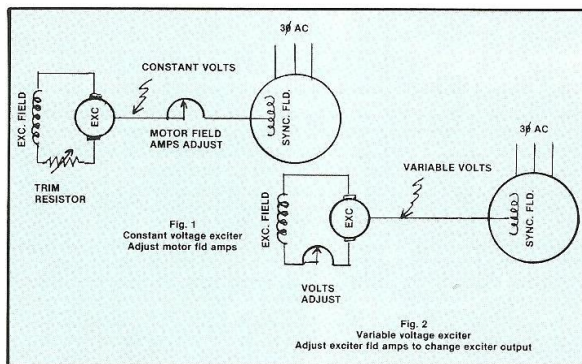 3ϕ AC
CONSTANT VOLTS
EXC. FIELD
EXC
SYNC. FLD.
MOTOR FIELD
AMPS ADJUST
TRIM
RESISTOR
Fig. 1
Constant voltage exciter
Adjust motor fld amps
3ϕ AC
VARIABLE VOLTS
EXC. FIELD
EXC
SYNC. FLD.
VOLTS
ADJUST
Fig. 2
Variable voltage exciter
Adjust exciter fld amps to change exciter output